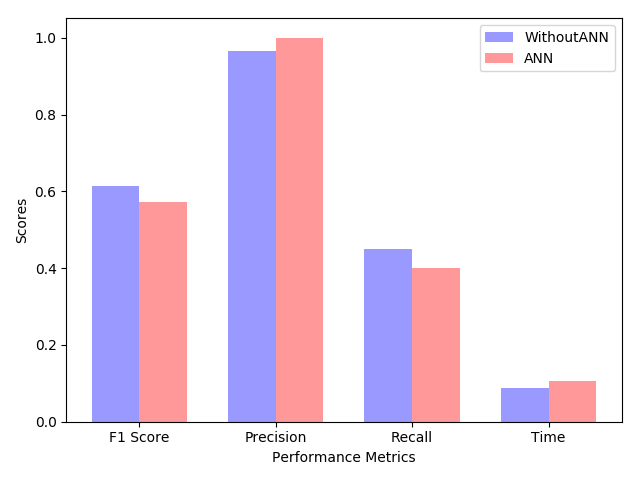 WithoutANN
ANN
1.0
0.8
0.6
0.4
0.2
0.0
Scores
F1 Score
Precision
Recall
Time
Performance Metrics